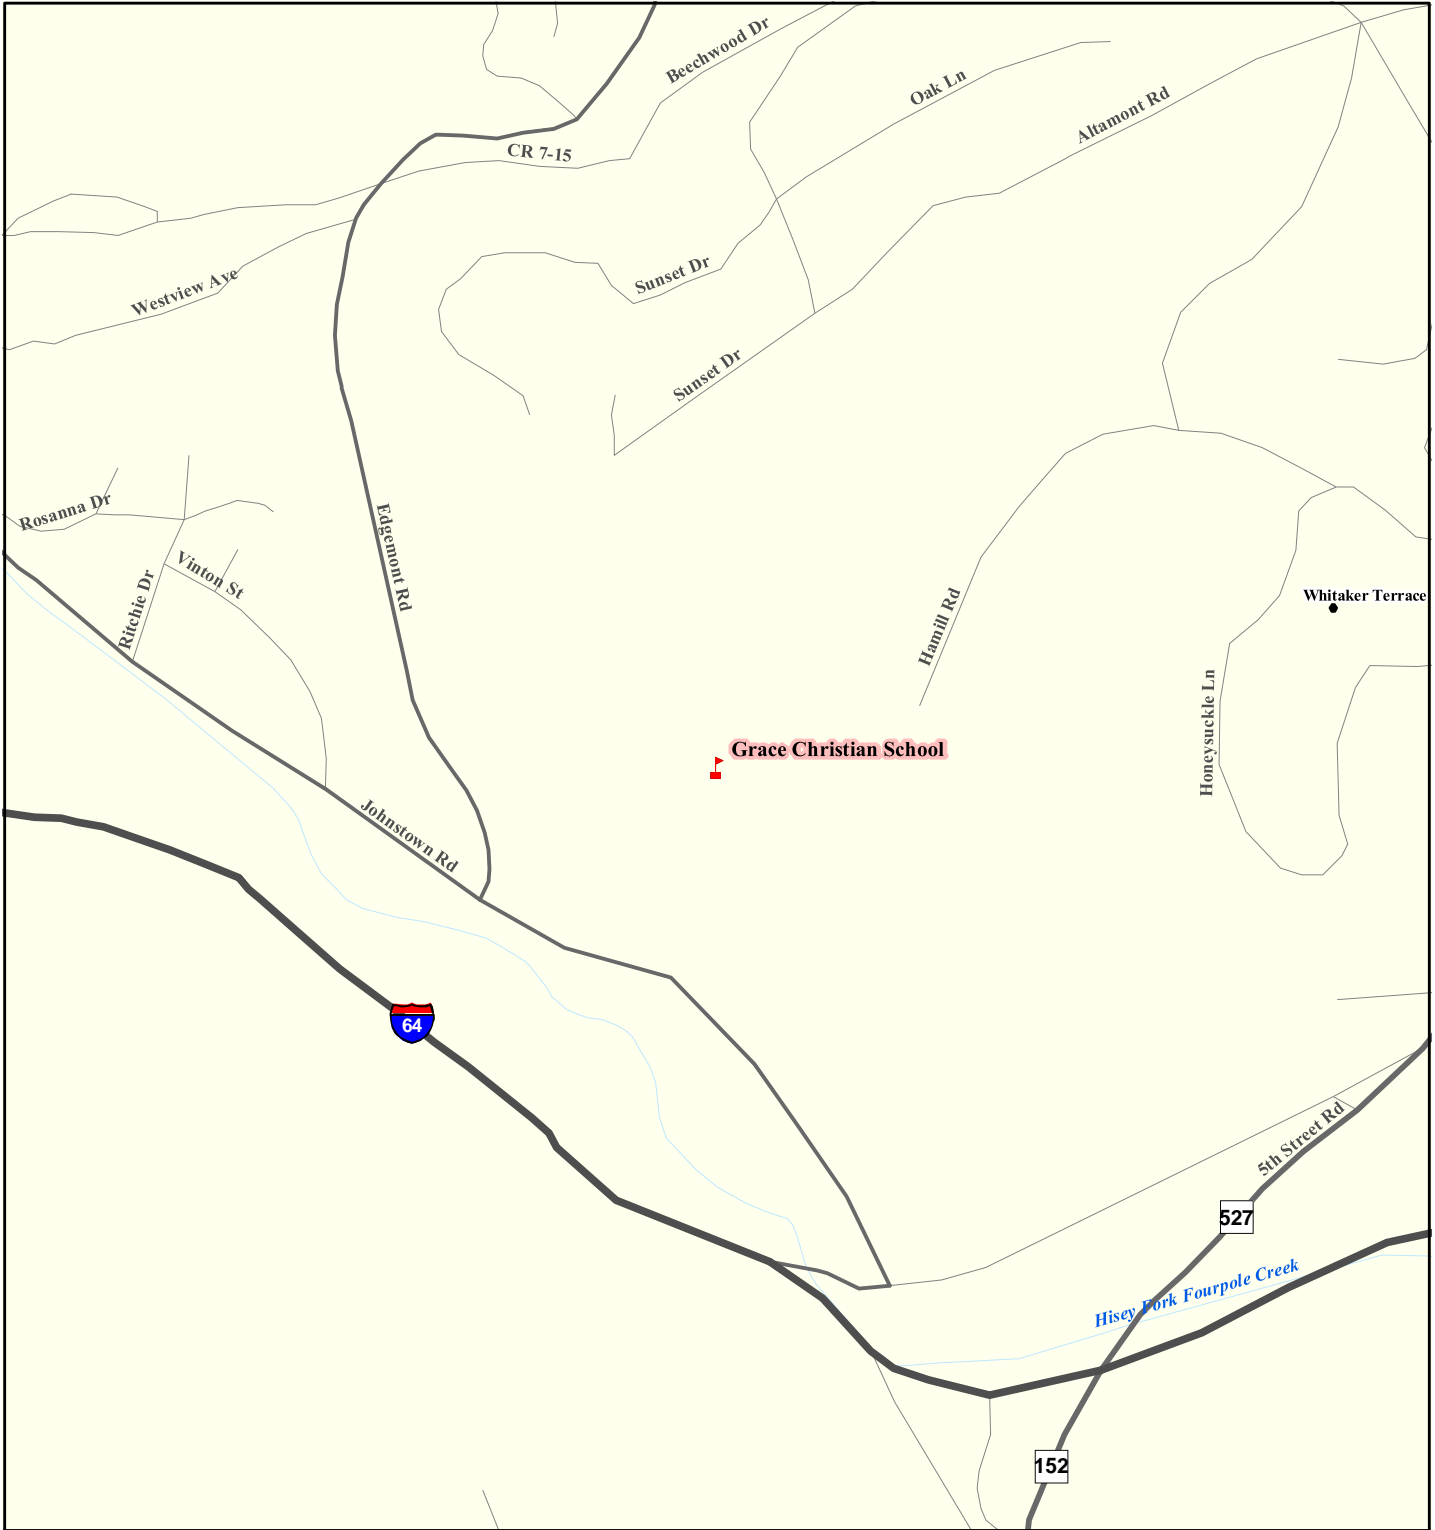 Beechwood Dr
Oak Ln
Altamont Rd
CR 7-15
Sunset Dr
Westview Ave
Sunset Dr
Rosanna Dr
Edgemont Rd
Vinton St
Ritchie Dr
Hamill Rd
Whitaker Terrace
Honeysuckle Ln
Grace Christian School
Johnstown Rd
64
5th Street Rd
527
Hisey Fork Fourpole Creek
152